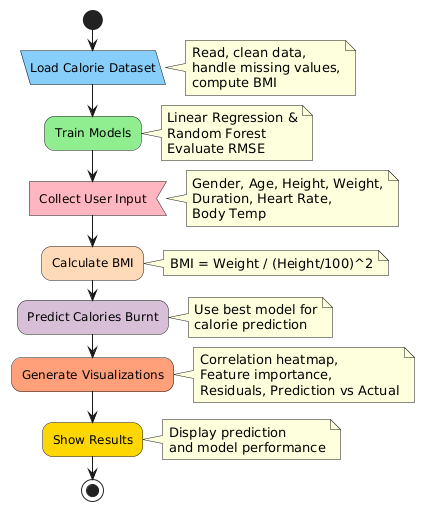 Load Calorie Dataset
Read, clean data,
handle missing values,
compute BMI
Train Models
Linear Regression &
Random Forest
Evaluate RMSE
Collect User Input
Gender, Age, Height, Weight,
Duration, Heart Rate,
Body Temp
Calculate BMI
BMI = Weight / (Height/100)^2
Predict Calories Burnt
Use best model for
calorie prediction
Generate Visualizations
Correlation heatmap,
Feature importance,
Residuals, Prediction vs Actual
Show Results
Display prediction
and model performance